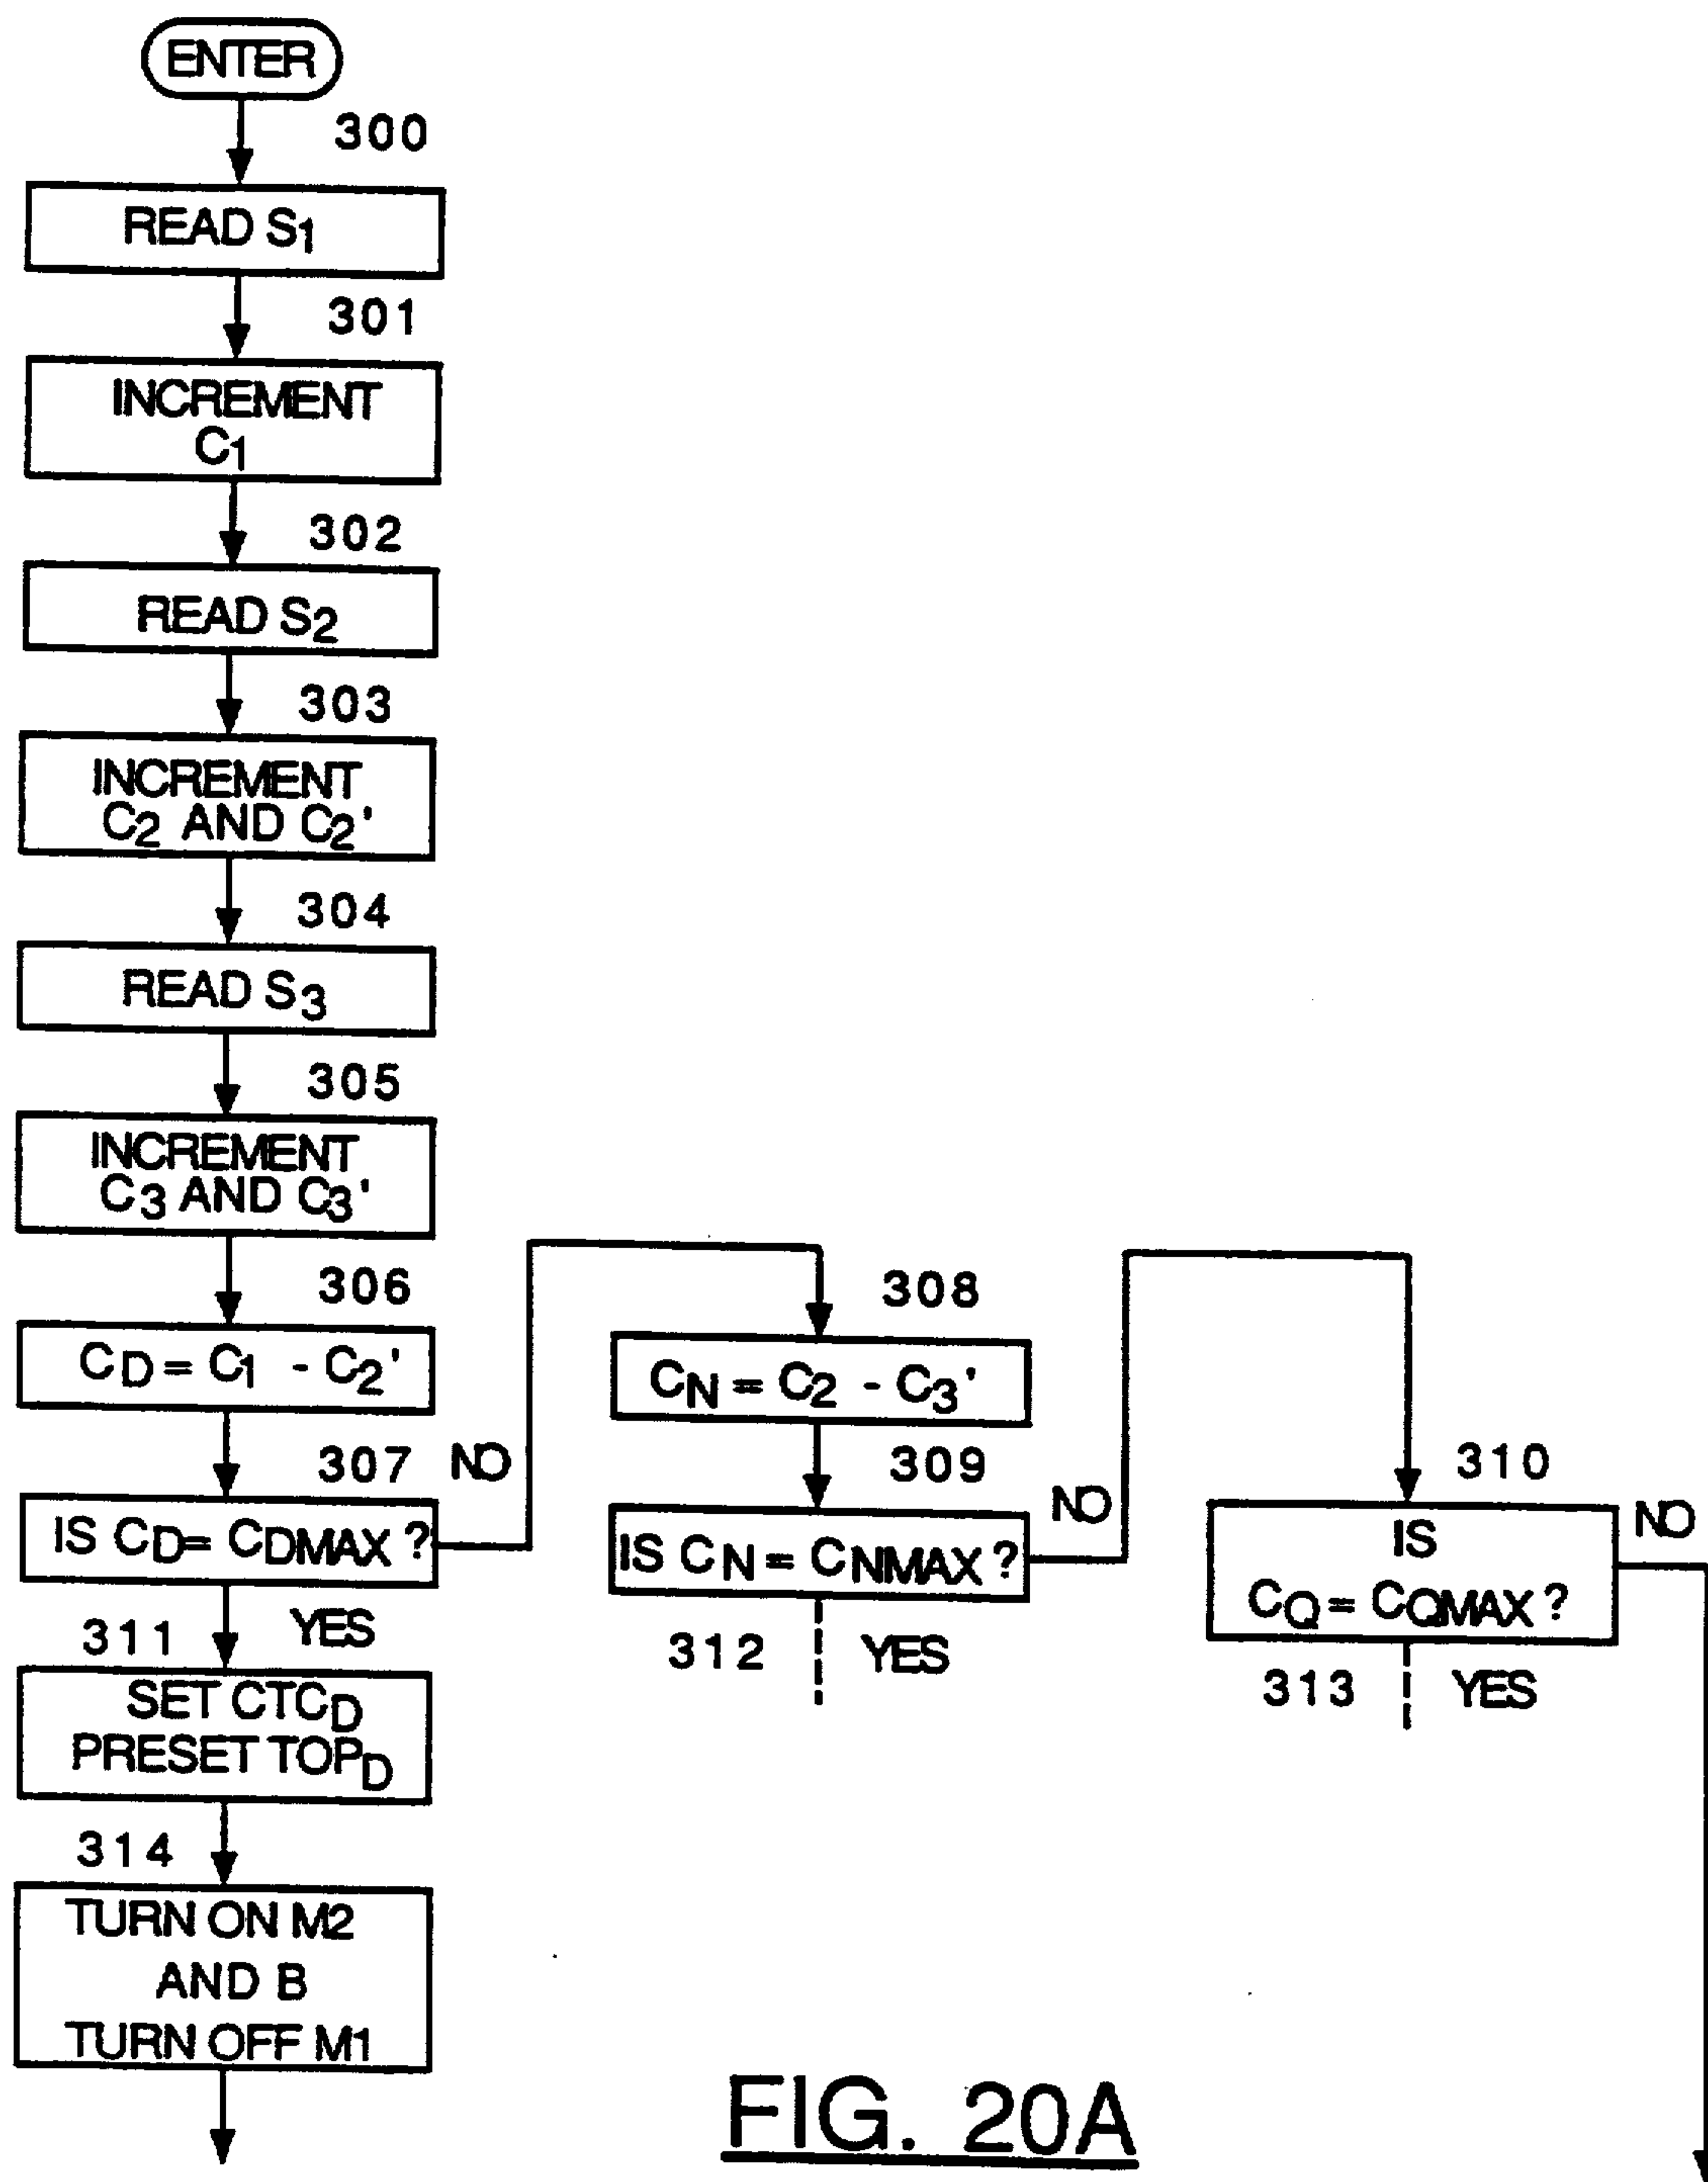 ENTER
300
READ S1
301
INCREMENT
C1
302
READ S2
303
INCREMENT
C2 AND C2'
304
READ S3
305
INCREMENT
C3 AND C3'
306
CD = C1 - C2'
307
NO
IS CD = CDMAX ?
308
CN = C2 - C3'
309
NO
IS CN = CNMAX ?
310
NO
IS
CQ = CQMAX ?
311
YES
SET CTCD
PRESET TOPD
312
YES
313
YES
314
TURN ON M2
AND B
TURN OFF M1
FIG. 20A